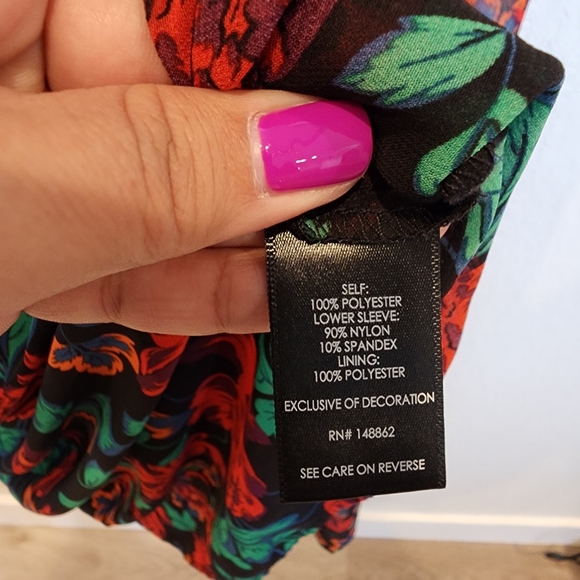 SELF:
100% POLYESTER
LOWER SLEEVE:
90% NYLON
10% SPANDEX
LINING:
100% POLYESTER
EXCLUSIVE OF DECORATION
RN# 148862
SEE CARE ON REVERSE